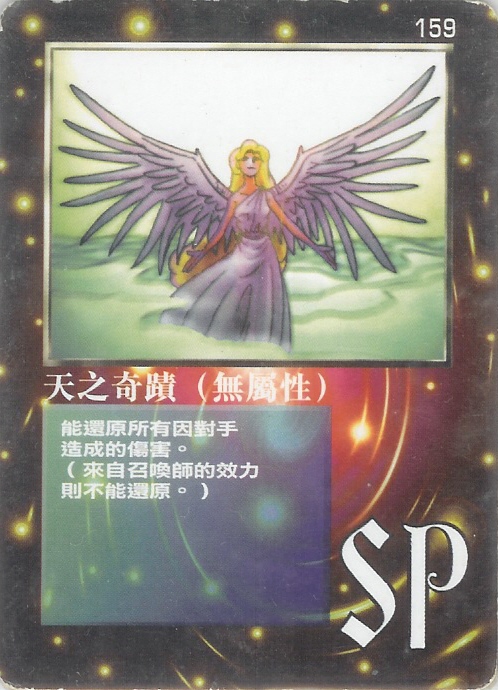 159
天之奇蹟（無屬性）
能還原所有因對手
造成的傷害。
（來自召喚師的效力
則不能還原。）
SP